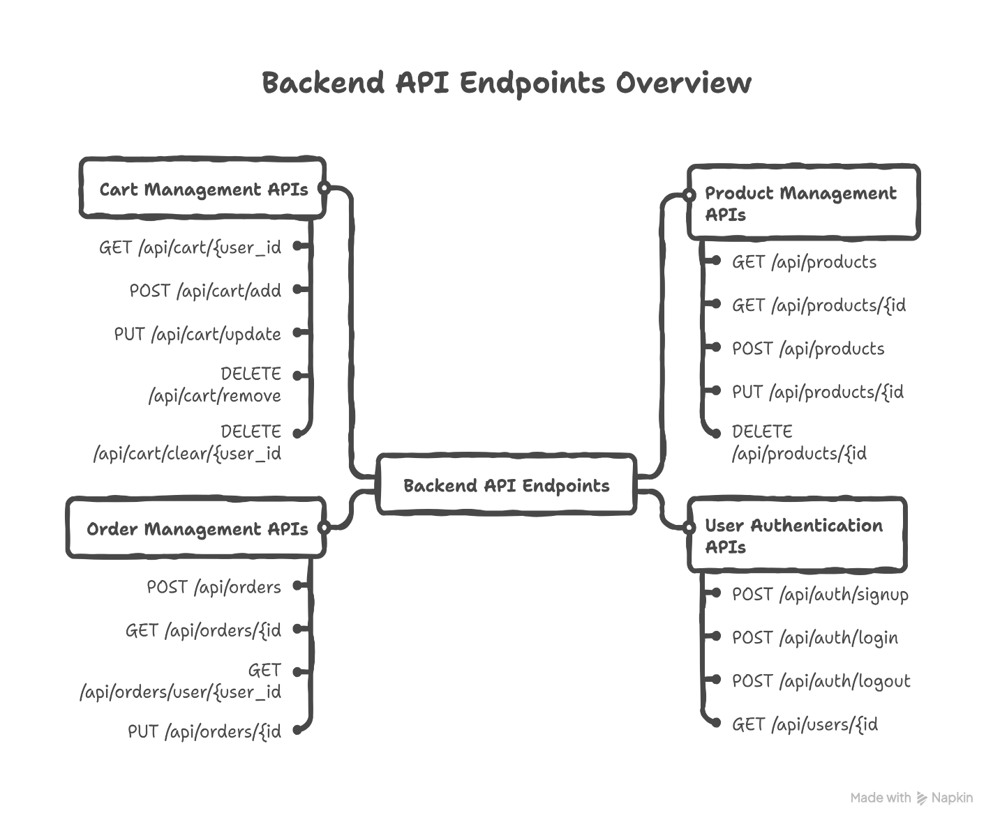 Backend API Endpoints Overview
Cart Management APIs
GET /api/cart/{user_id
POST /api/cart/add
PUT /api/cart/update
DELETE
/api/cart/remove
DELETE
/api/cart/clear/{user_id
Order Management APIs
POST /api/orders
GET /api/orders/{id
GET
/api/orders/user/{user_id
PUT /api/orders/{id
Backend API Endpoints
Product Management
APIs
GET /api/products
GET /api/products/{id
POST /api/products
PUT /api/products/{id
DELETE
/api/products/{id
User Authentication
APIs
POST /api/auth/signup
POST /api/auth/login
POST /api/auth/logout
GET /api/users/{id
Made with Napkin